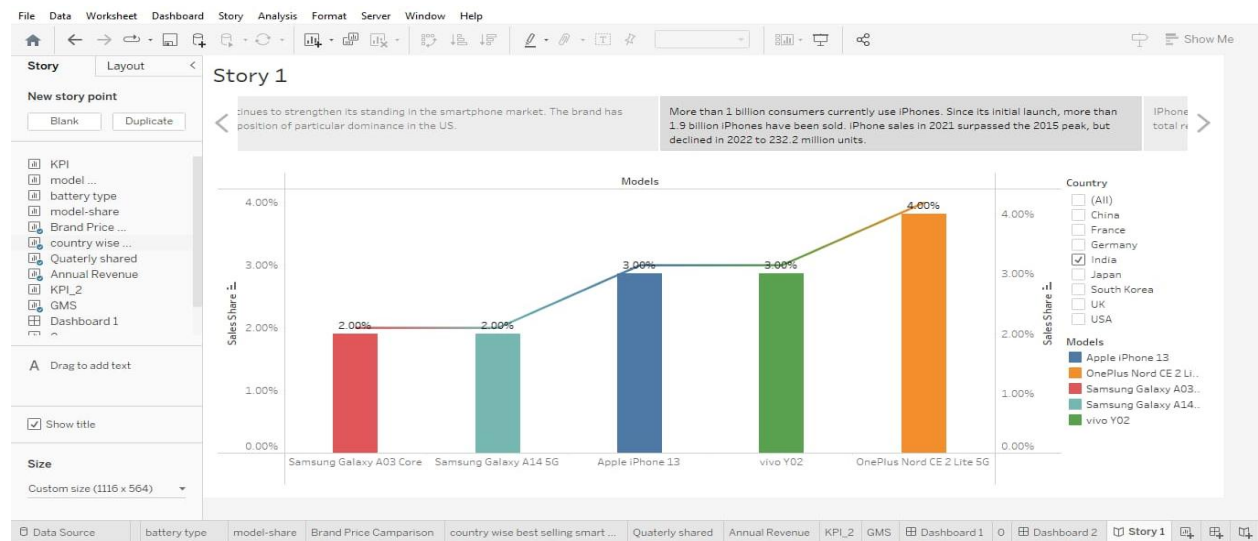 File Data Worksheet Dashboard Story Analysis Format Server Window Help
Show Me
Story Layout
New story point
Blank Duplicate
KPI
model ...
battery type
model-share
Brand Price ...
country wise ...
Quaterly shared
Annual Revenue
KPI_2
GMS
Dashboard 1
A Drag to add text
Show title
Size
Custom size (1116 x 564)
Story 1
tinues to strengthen its standing in the smartphone market. The brand has
position of particular dominance in the US.
More than 1 billion consumers currently use iPhones. Since its initial launch, more than
1.9 billion iPhones have been sold. iPhone sales in 2021 surpassed the 2015 peak, but
declined in 2022 to 232.2 million units.
iPhone
total re
Models
Sales Share
4.00%
3.00%
2.00%
1.00%
0.00%
2.00%
2.00%
3.00%
3.00%
4.00%
Samsung Galaxy A03 Core Samsung Galaxy A14 5G Apple iPhone 13 vivo Y02 OnePlus Nord CE 2 Lite 5G
4.00%
3.00%
2.00%
1.00%
0.00%
Sales Share
Country
(All)
China
France
Germany
India
Japan
South Korea
UK
USA
Models
Apple iPhone 13
OnePlus Nord CE 2 Li..
Samsung Galaxy A03..
Samsung Galaxy A14..
vivo Y02
Data Source battery type model-share Brand Price Camparison country wise best selling smart ... Quaterly shared Annual Revenue KPI_2 GMS Dashboard 1 0 Dashboard 2 Story 1